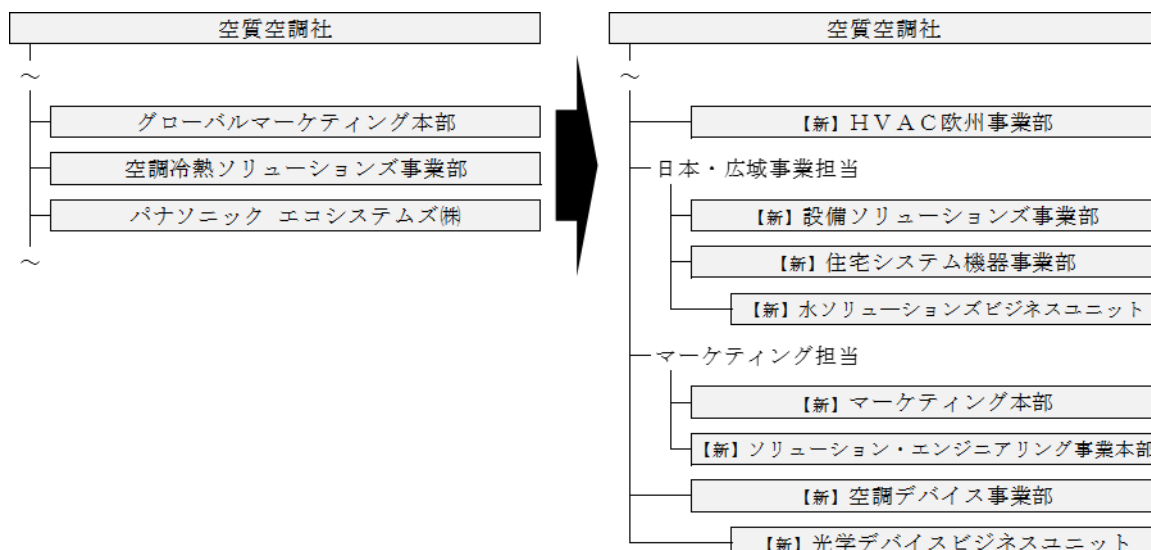 空質空調社
～
グローバルマーケティング本部
空調冷熱ソリューションズ事業部
パナソニック エコシステムズ㈱
～
空質空調社
～
【新】ＨＶＡＣ欧州事業部
日本・広域事業担当
【新】設備ソリューションズ事業部
【新】住宅システム機器事業部
【新】水ソリューションズビジネスユニット
マーケティング担当
【新】マーケティング本部
【新】ソリューション・エンジニアリング事業本部
【新】空調デバイス事業部
【新】光学デバイスビジネスユニット